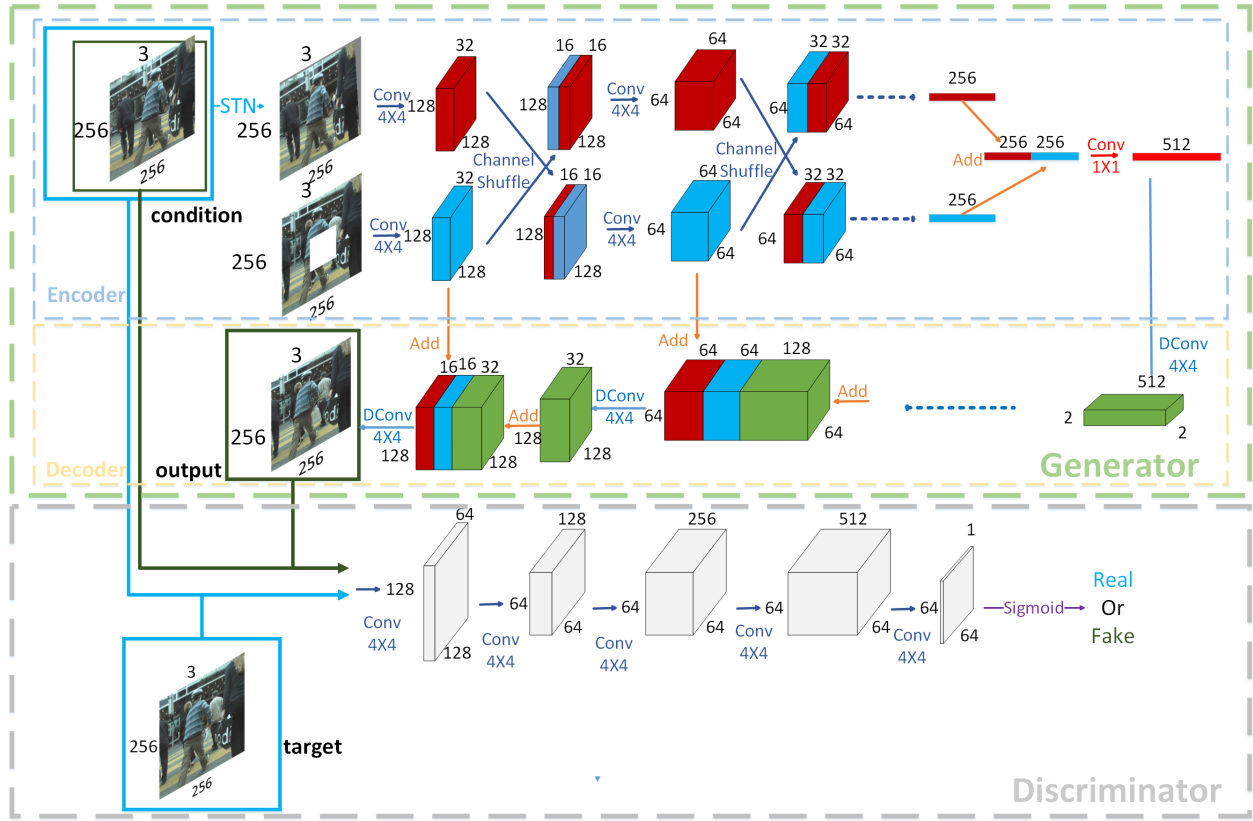 3
256
256
condition
STN
3
256
256
3
256
256
Conv
4X4
Conv
4X4
32
128
128
32
128
128
Channel
Shuffle
16 16
128
128
16 16
128
128
Conv
4X4
Conv
4X4
64
64
64
64
64
64
Channel
Shuffle
32 32
64
64
32 32
64
64
256
256
Add
256 256
Conv
1X1
512
Encoder
DConv
4X4
512
2
2
Add
64 64 128
64
64
Add
DConv
4X4
32
128
128
Add
Add
16 16 32
128
128
DConv
4X4
3
256
256
output
Decoder
Generator
Conv
4X4
64
128
128
Conv
4X4
128
64
64
Conv
4X4
256
64
64
Conv
4X4
512
64
64
Conv
4X4
1
64
64
Sigmoid
Real
Or
Fake
3
256
256
target
Discriminator